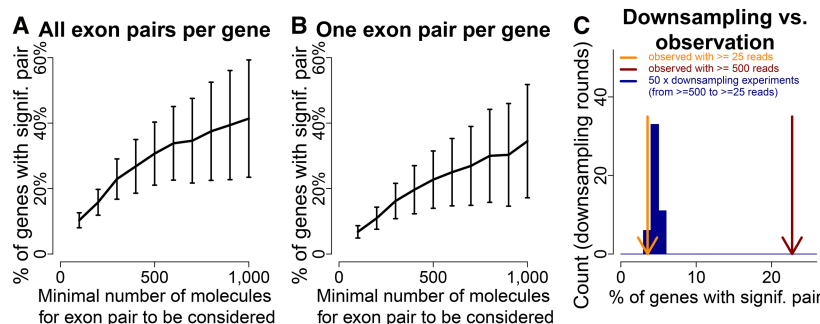 A All exon pairs per gene
% of genes with signif. pair
0 20% 40% 60%
0 500 1,000
Minimal number of molecules
for exon pair to be considered
B One exon pair per gene
% of genes with signif. pair
0 20% 40% 60%
0 500 1,000
Minimal number of molecules
for exon pair to be considered
C Downsampling vs.
observation
observed with >= 25 reads
observed with >= 500 reads
50 x downsampling experiments
(from >=500 to >=25 reads)
Count (downsampling rounds)
0 20 40
0 10 20
% of genes with signif. pair